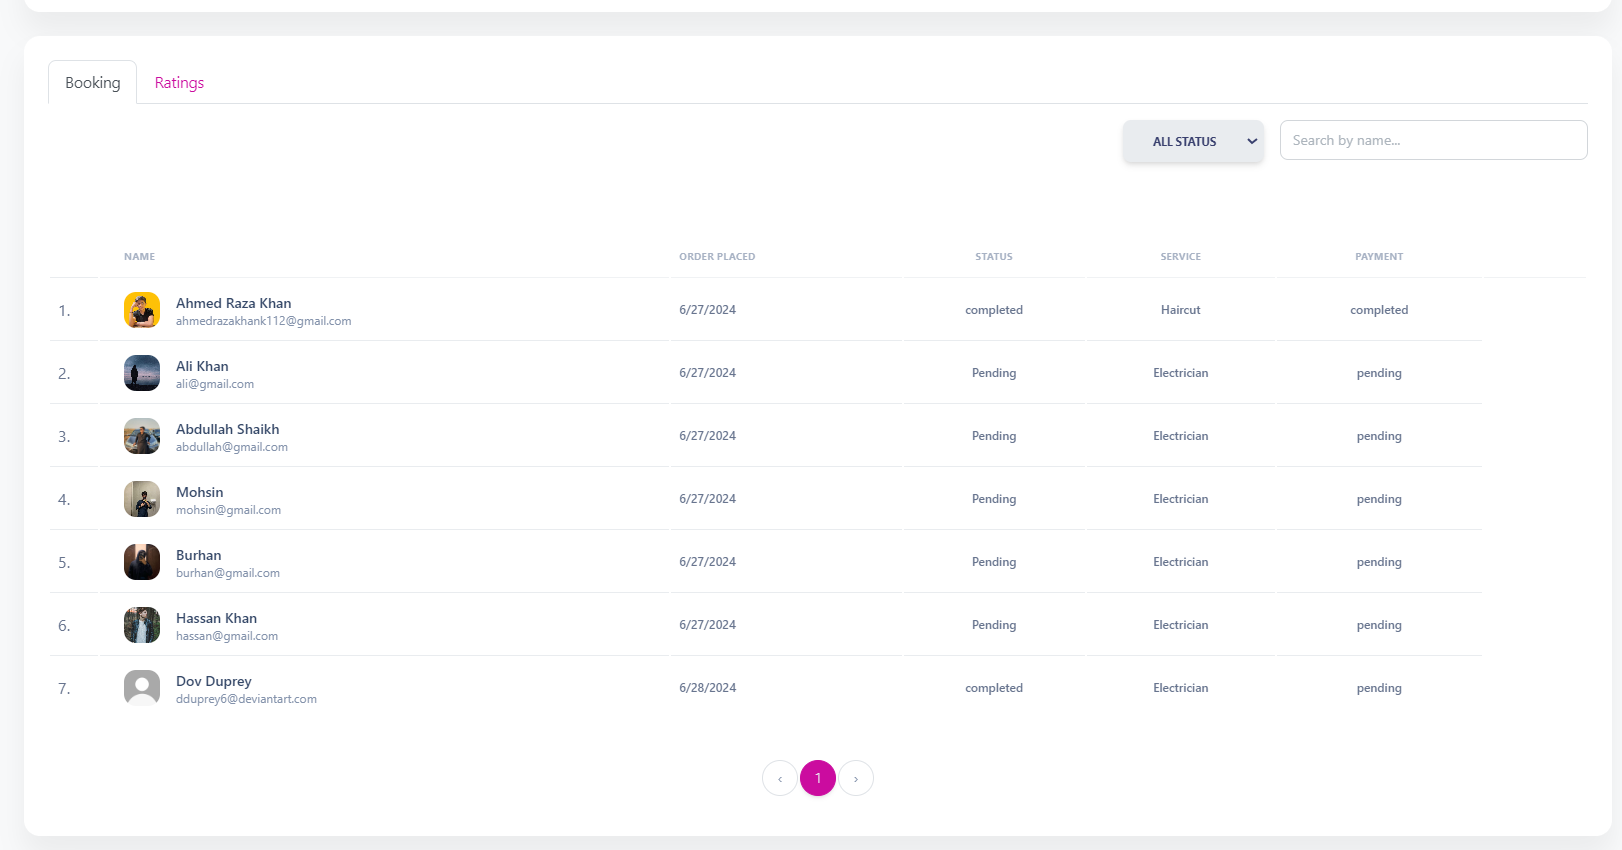 Booking Ratings
ALL STATUS Search by name...
NAME ORDER PLACED STATUS SERVICE PAYMENT
1. Ahmed Raza Khan 6/27/2024 completed Haircut completed
ahmedrazakhank112@gmail.com
2. Ali Khan 6/27/2024 Pending Electrician pending
ali@gmail.com
3. Abdullah Shaikh 6/27/2024 Pending Electrician pending
abdullah@gmail.com
4. Mohsin 6/27/2024 Pending Electrician pending
mohsin@gmail.com
5. Burhan 6/27/2024 Pending Electrician pending
burhan@gmail.com
6. Hassan Khan 6/27/2024 Pending Electrician pending
hassan@gmail.com
7. Dov Duprey 6/28/2024 completed Electrician pending
dduprey6@deviantart.com
‹ 1 ›